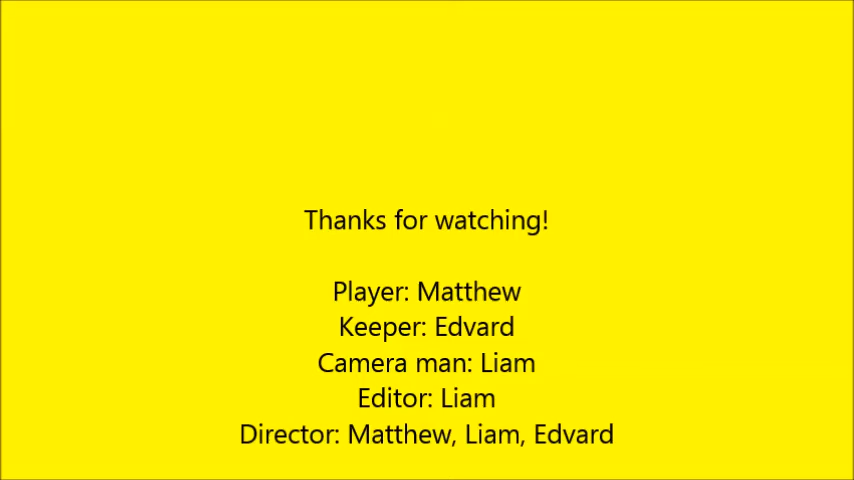 Thanks for watching!
Player: Matthew
Keeper: Edvard
Camera man: Liam
Editor: Liam
Director: Matthew, Liam, Edvard